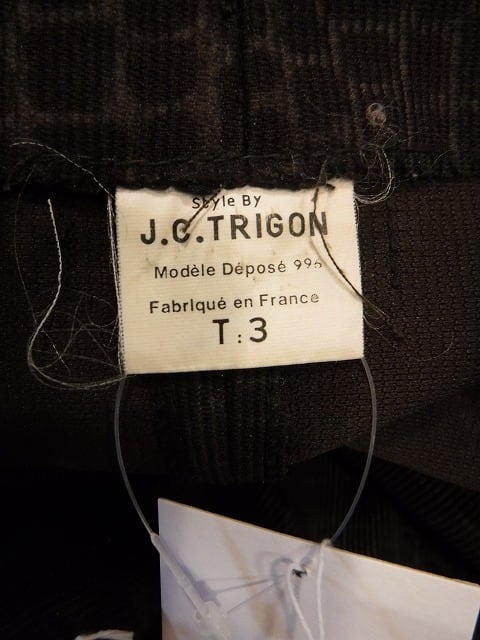 Style By
J.C.TRIGON
Modèle Déposé
Fabriqué en France
T:3